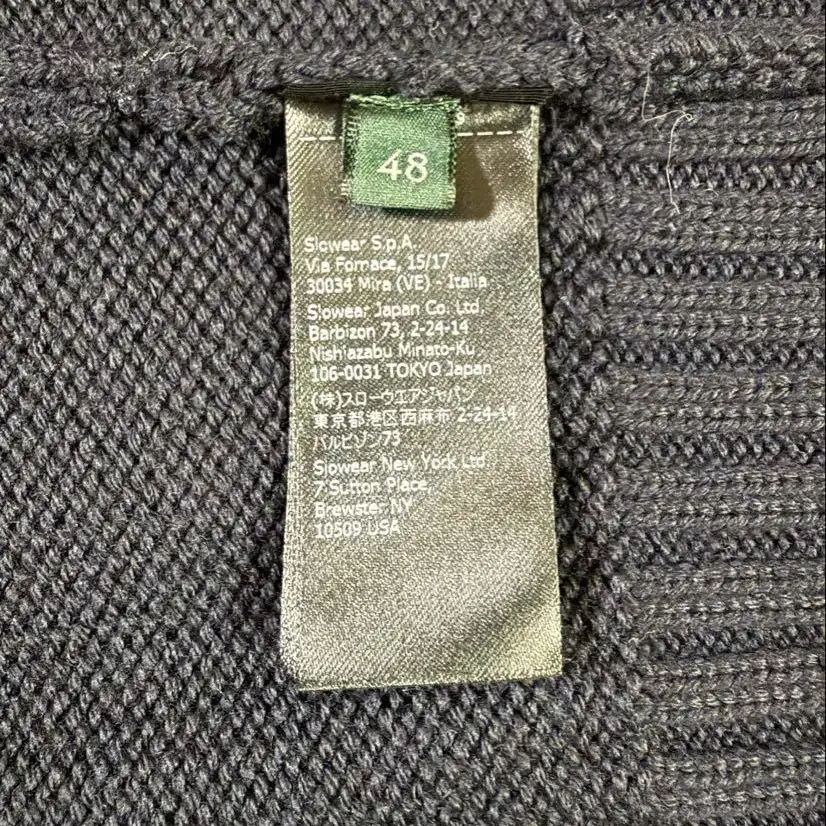 48
Slowear S.p.A.
Via Fornace, 15/17
30034 Mira (VE) - Italia
Slowear Japan Co. Ltd.
Barbizon 73, 2-24-14
Nishiazabu Minato-Ku
106-0031 TOKYO Japan
(株)スローウエアジャパン
東京都港区西麻布 2-24-14
バルビゾン73
Slowear New York Ltd
7 Sutton Place
Brewster NY
10509 USA